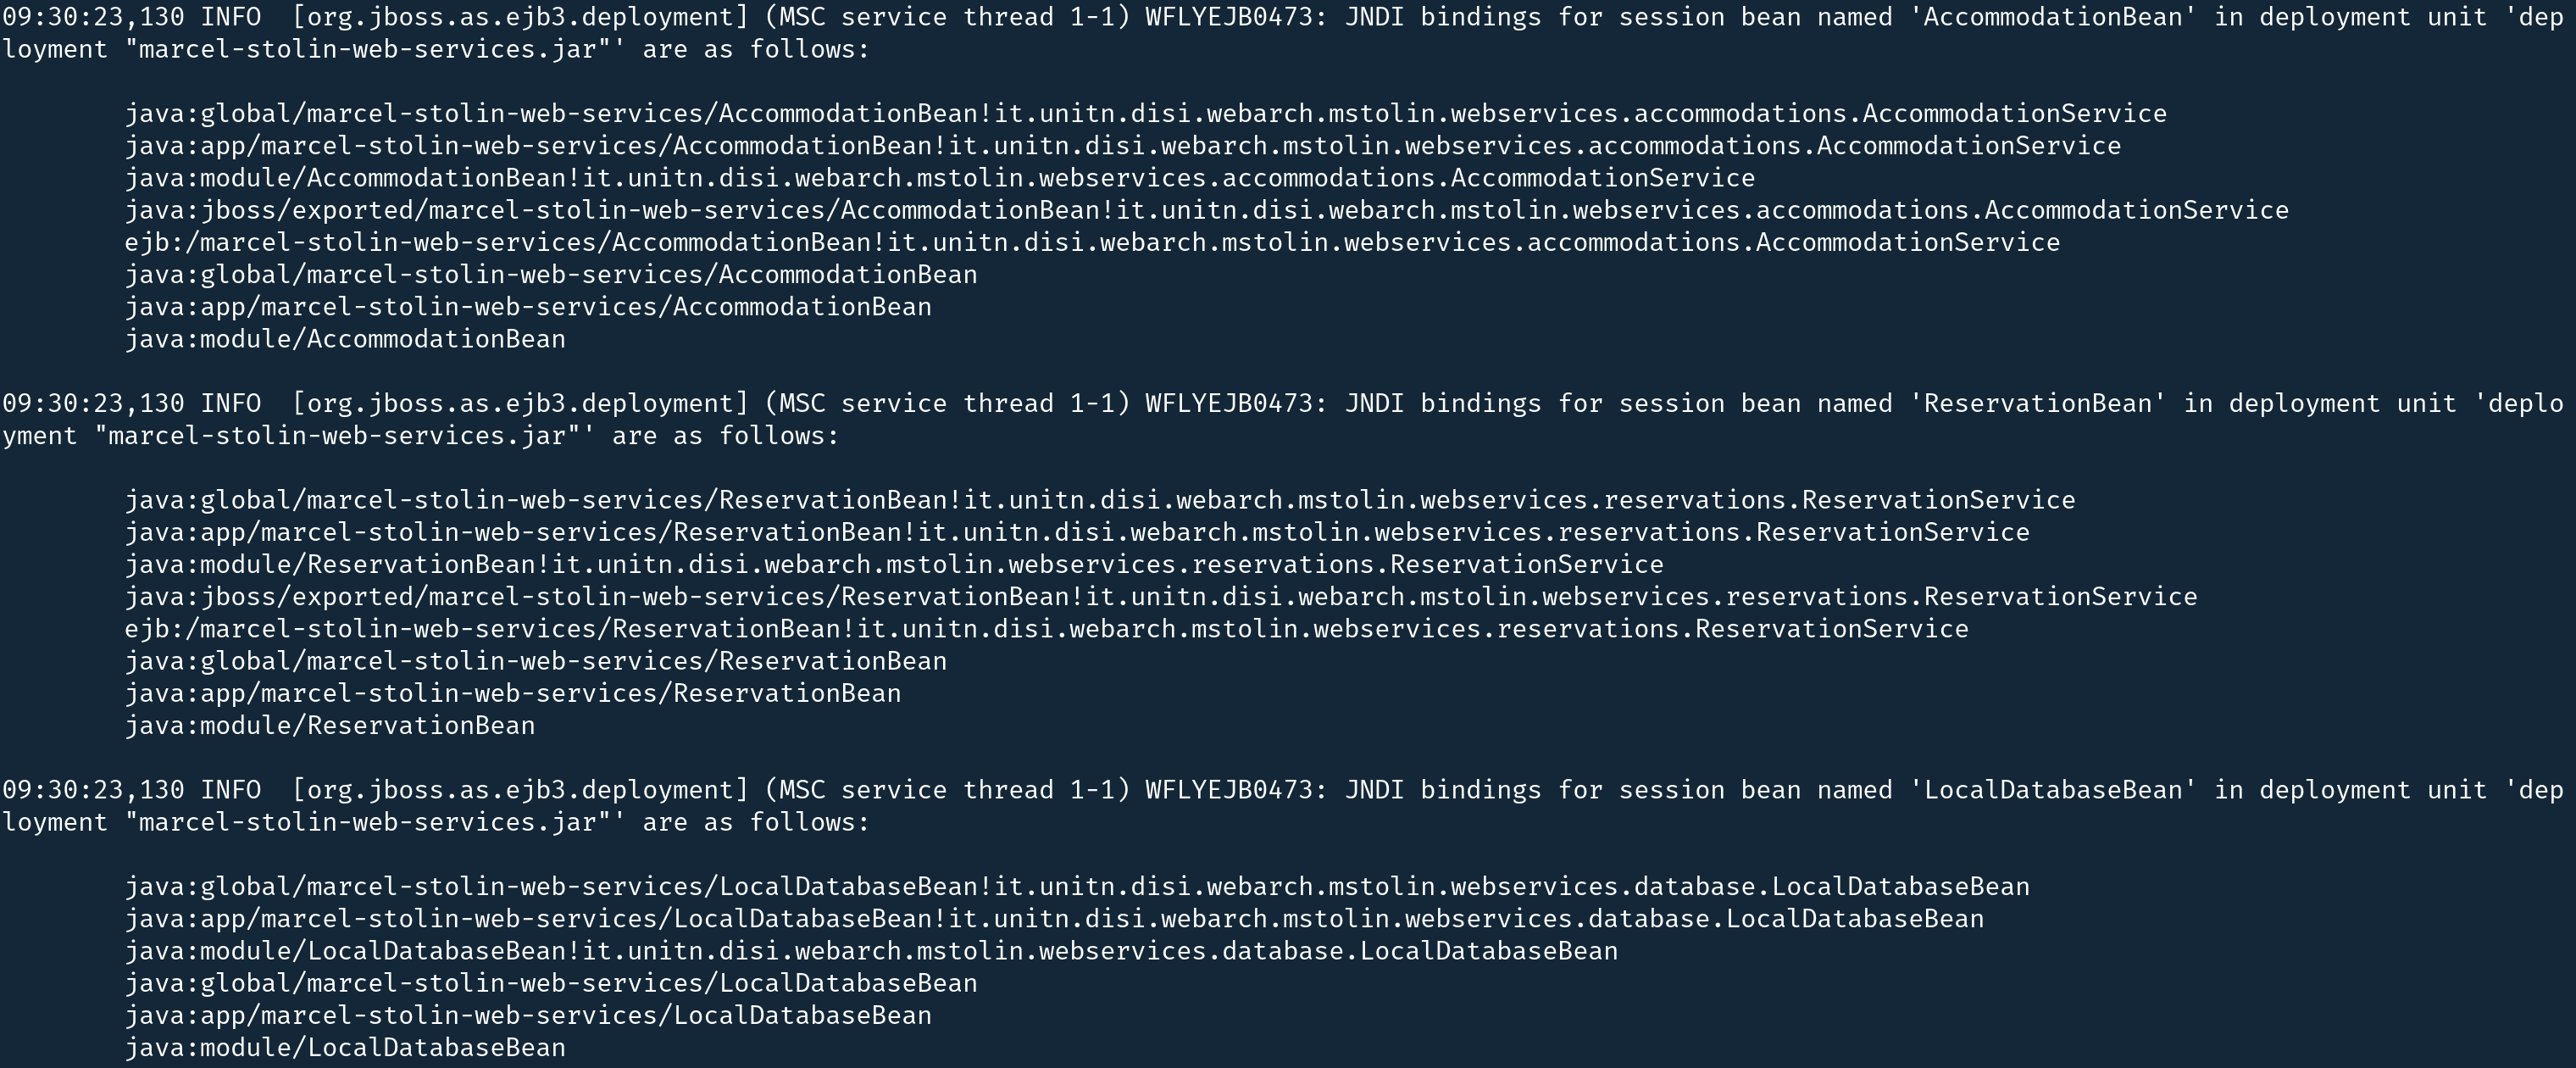 09:30:23,130 INFO  [org.jboss.as.ejb3.deployment] (MSC service thread 1-1) WFLYEJB0473: JNDI bindings for session bean named 'AccommodationBean' in deployment unit 'dep
loyment "marcel-stolin-web-services.jar"' are as follows:
java:global/marcel-stolin-web-services/AccommodationBean!it.unitn.disi.webarch.mstolin.webservices.accommodations.AccommodationService
java:app/marcel-stolin-web-services/AccommodationBean!it.unitn.disi.webarch.mstolin.webservices.accommodations.AccommodationService
java:module/AccommodationBean!it.unitn.disi.webarch.mstolin.webservices.accommodations.AccommodationService
java:jboss/exported/marcel-stolin-web-services/AccommodationBean!it.unitn.disi.webarch.mstolin.webservices.accommodations.AccommodationService
ejb:/marcel-stolin-web-services/AccommodationBean!it.unitn.disi.webarch.mstolin.webservices.accommodations.AccommodationService
java:global/marcel-stolin-web-services/AccommodationBean
java:app/marcel-stolin-web-services/AccommodationBean
java:module/AccommodationBean
09:30:23,130 INFO  [org.jboss.as.ejb3.deployment] (MSC service thread 1-1) WFLYEJB0473: JNDI bindings for session bean named 'ReservationBean' in deployment unit 'deplo
yment "marcel-stolin-web-services.jar"' are as follows:
java:global/marcel-stolin-web-services/ReservationBean!it.unitn.disi.webarch.mstolin.webservices.reservations.ReservationService
java:app/marcel-stolin-web-services/ReservationBean!it.unitn.disi.webarch.mstolin.webservices.reservations.ReservationService
java:module/ReservationBean!it.unitn.disi.webarch.mstolin.webservices.reservations.ReservationService
java:jboss/exported/marcel-stolin-web-services/ReservationBean!it.unitn.disi.webarch.mstolin.webservices.reservations.ReservationService
ejb:/marcel-stolin-web-services/ReservationBean!it.unitn.disi.webarch.mstolin.webservices.reservations.ReservationService
java:global/marcel-stolin-web-services/ReservationBean
java:app/marcel-stolin-web-services/ReservationBean
java:module/ReservationBean
09:30:23,130 INFO  [org.jboss.as.ejb3.deployment] (MSC service thread 1-1) WFLYEJB0473: JNDI bindings for session bean named 'LocalDatabaseBean' in deployment unit 'dep
loyment "marcel-stolin-web-services.jar"' are as follows:
java:global/marcel-stolin-web-services/LocalDatabaseBean!it.unitn.disi.webarch.mstolin.webservices.database.LocalDatabaseBean
java:app/marcel-stolin-web-services/LocalDatabaseBean!it.unitn.disi.webarch.mstolin.webservices.database.LocalDatabaseBean
java:module/LocalDatabaseBean!it.unitn.disi.webarch.mstolin.webservices.database.LocalDatabaseBean
java:global/marcel-stolin-web-services/LocalDatabaseBean
java:app/marcel-stolin-web-services/LocalDatabaseBean
java:module/LocalDatabaseBean